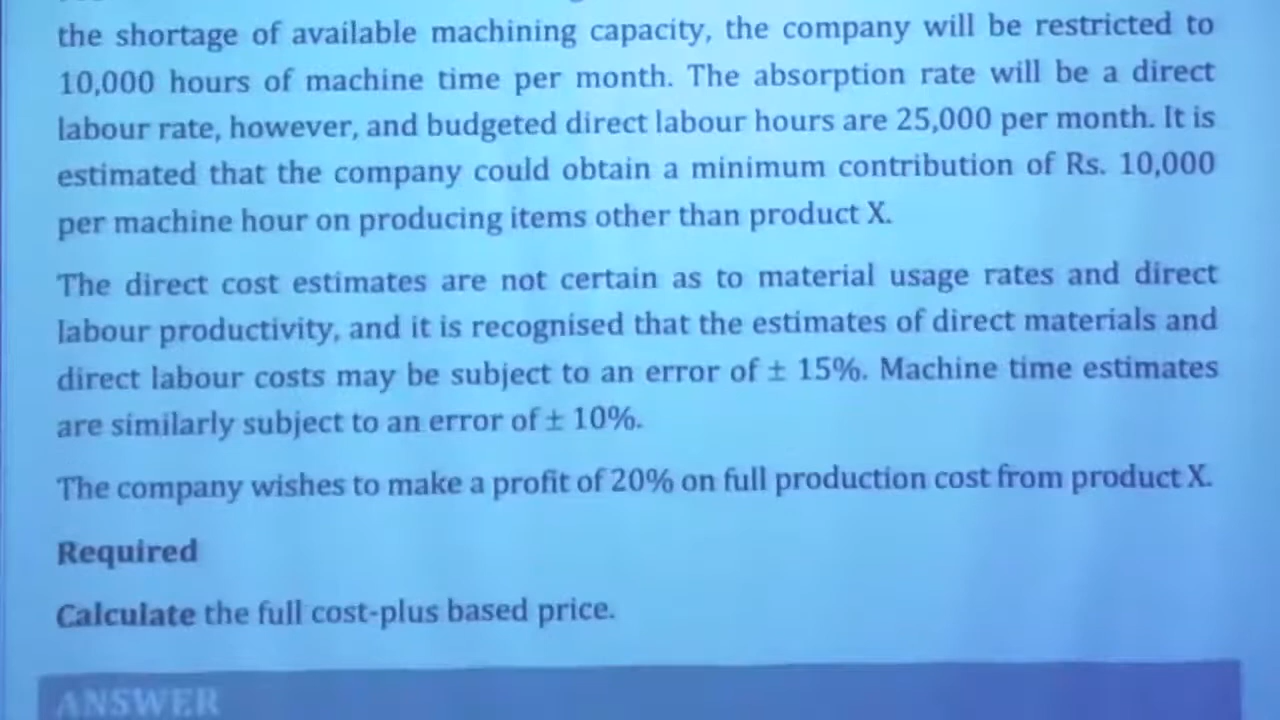 the shortage of available machining capacity, the company will be restricted to
10,000 hours of machine time per month. The absorption rate will be a direct
labour rate, however, and budgeted direct labour hours are 25,000 per month. It is
estimated that the company could obtain a minimum contribution of Rs. 10,000
per machine hour on producing items other than product X.
The direct cost estimates are not certain as to material usage rates and direct
labour productivity, and it is recognised that the estimates of direct materials and
direct labour costs may be subject to an error of ± 15%. Machine time estimates
are similarly subject to an error of ± 10%.
The company wishes to make a profit of 20% on full production cost from product X.
Required
Calculate the full cost-plus based price.
ANSWER